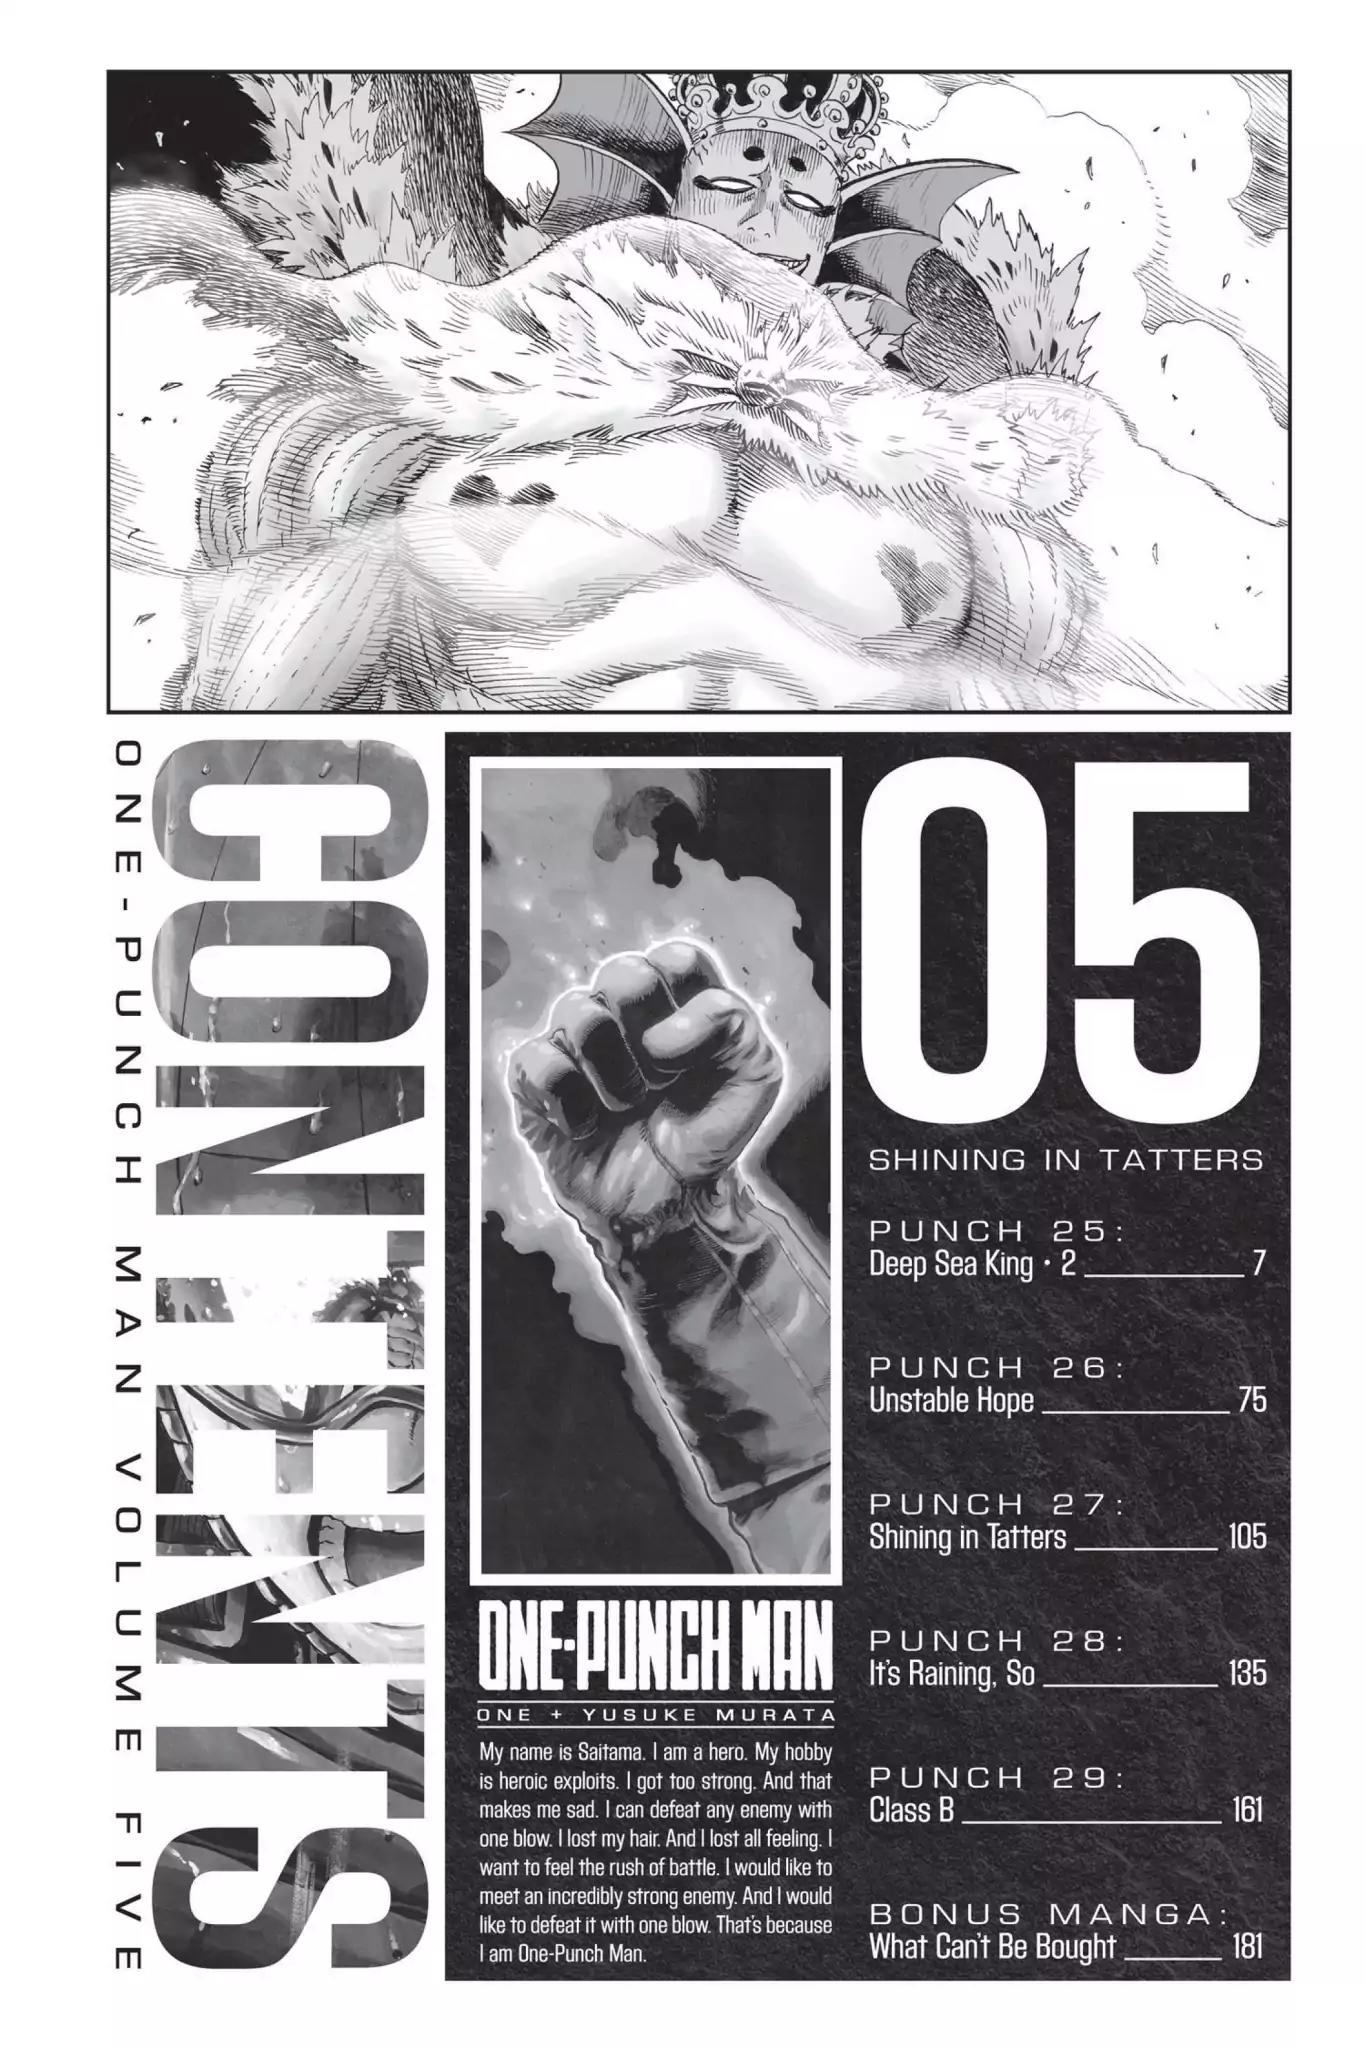 CONTENTS
ONE-PUNCH MAN VOLUME FIVE
05
SHINING IN TATTERS
PUNCH 25:
Deep Sea King • 2 7
PUNCH 26:
Unstable Hope 75
PUNCH 27:
Shining in Tatters 105
PUNCH 28:
It's Raining, So 135
PUNCH 29:
Class B 161
BONUS MANGA:
What Can't Be Bought 181
ONE-PUNCH MAN
ONE + YUSUKE MURATA
My name is Saitama. I am a hero. My hobby
is heroic exploits. I got too strong. And that
makes me sad. I can defeat any enemy with
one blow. I lost my hair. And I lost all feeling. I
want to feel the rush of battle. I would like to
meet an incredibly strong enemy. And I would
like to defeat it with one blow. That's because
I am One-Punch Man.